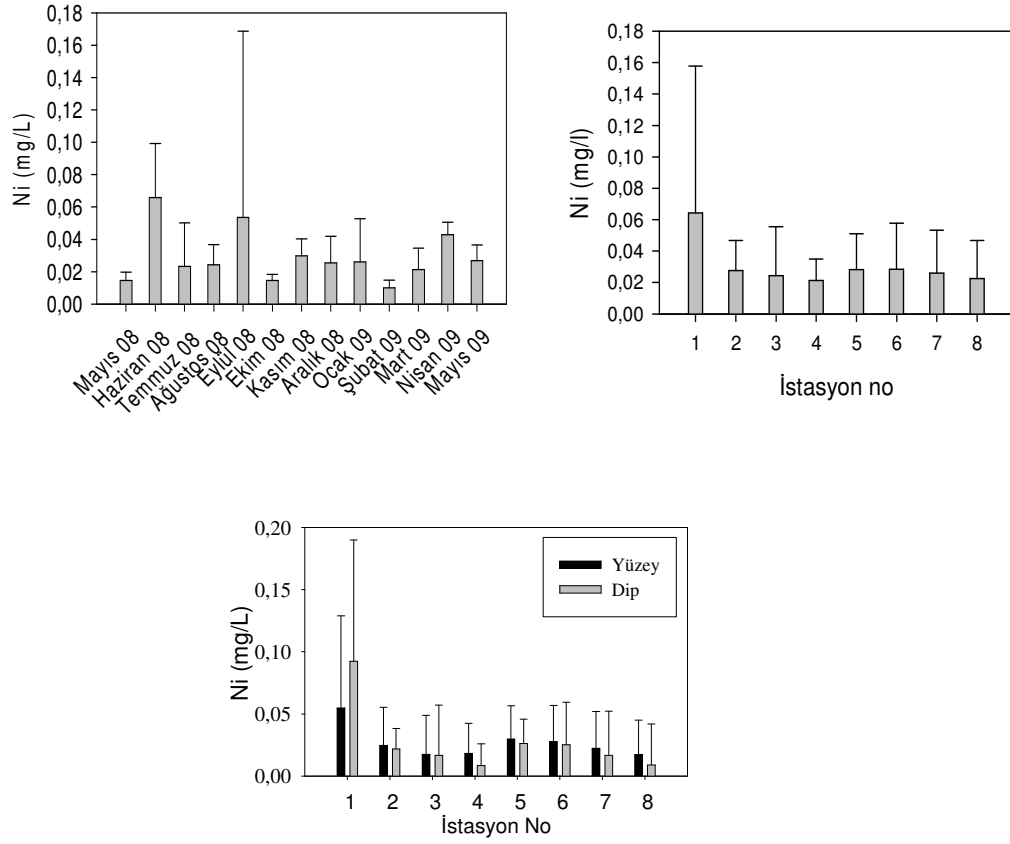 0,18
0,16
0,14
0,12
0,10
0,08
0,06
0,04
0,02
0,00
Ni (mg/L)
Mayıs 08
Haziran 08
Temmuz 08
Ağustos 08
Eylül 08
Ekim 08
Kasım 08
Aralık 08
Ocak 09
Şubat 09
Mart 09
Nisan 09
Mayıs 09
0,18
0,16
0,14
0,12
0,10
0,08
0,06
0,04
0,02
0,00
Ni (mg/l)
1 2 3 4 5 6 7 8
İstasyon no
0,20
0,15
0,10
0,05
0,00
Ni (mg/L)
Yüzey
Dip
1 2 3 4 5 6 7 8
İstasyon No